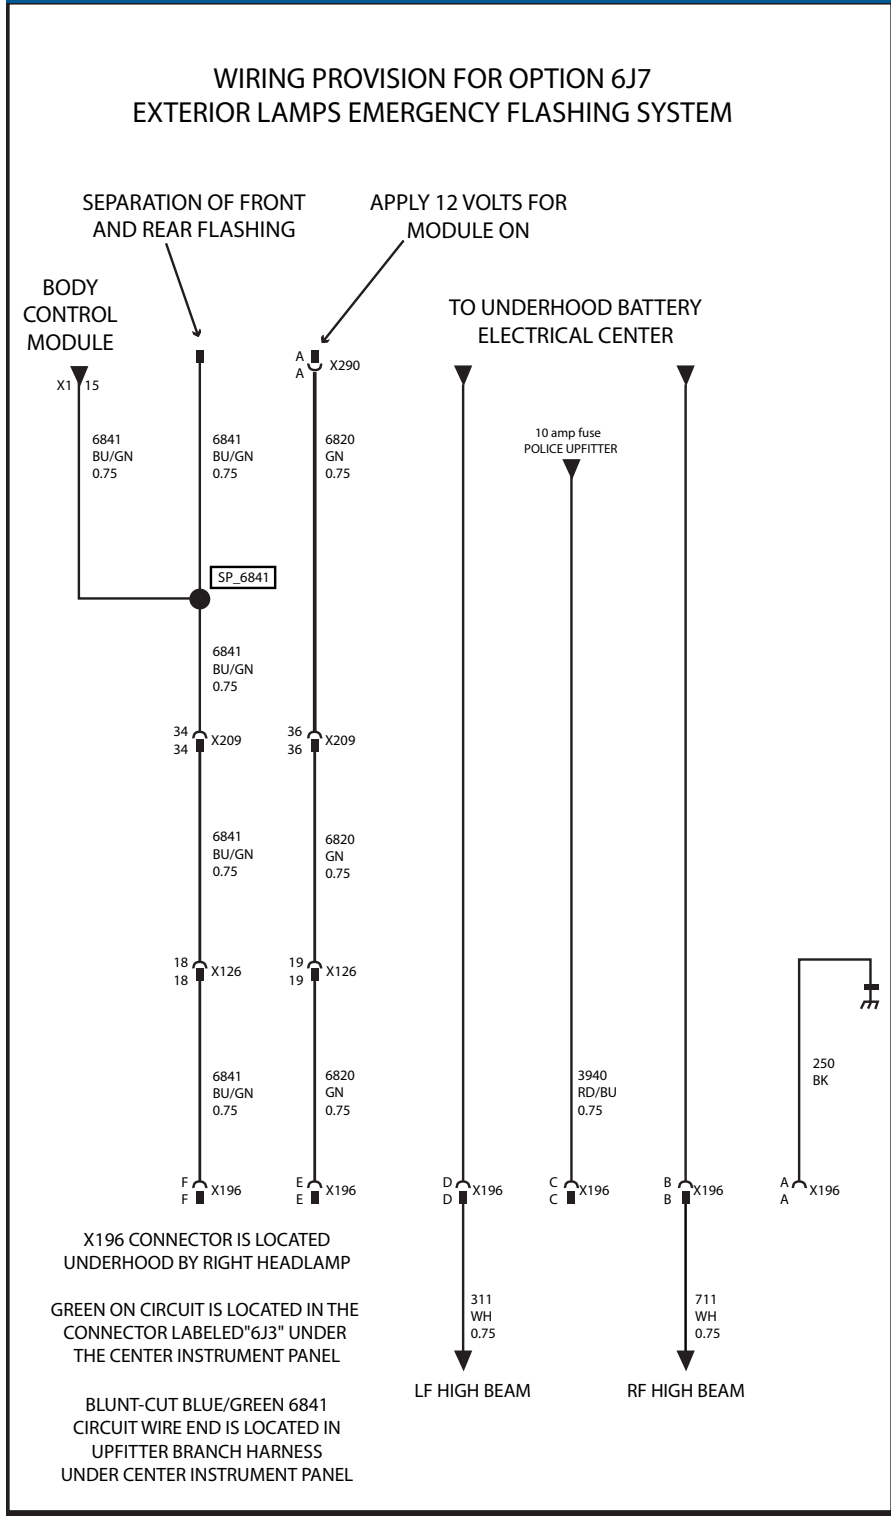 WIRING PROVISION FOR OPTION 6J7
EXTERIOR LAMPS EMERGENCY FLASHING SYSTEM
SEPARATION OF FRONT
AND REAR FLASHING
APPLY 12 VOLTS FOR
MODULE ON
BODY
CONTROL
MODULE
TO UNDERHOOD BATTERY
ELECTRICAL CENTER
X1 15
A
A
X290
10 amp fuse
POLICE UPFITTER
6841
BU/GN
0.75
6841
BU/GN
0.75
6820
GN
0.75
SP_6841
6841
BU/GN
0.75
34
34
X209
36
36
X209
6841
BU/GN
0.75
6820
GN
0.75
18
18
X126
19
19
X126
6841
BU/GN
0.75
6820
GN
0.75
3940
RD/BU
0.75
250
BK
F
F
X196
E
E
X196
D
D
X196
C
C
X196
B
B
X196
A
A
X196
X196 CONNECTOR IS LOCATED
UNDERHOOD BY RIGHT HEADLAMP
GREEN ON CIRCUIT IS LOCATED IN THE
CONNECTOR LABELED"6J3" UNDER
THE CENTER INSTRUMENT PANEL
BLUNT-CUT BLUE/GREEN 6841
CIRCUIT WIRE END IS LOCATED IN
UPFITTER BRANCH HARNESS
UNDER CENTER INSTRUMENT PANEL
311
WH
0.75
711
WH
0.75
LF HIGH BEAM
RF HIGH BEAM